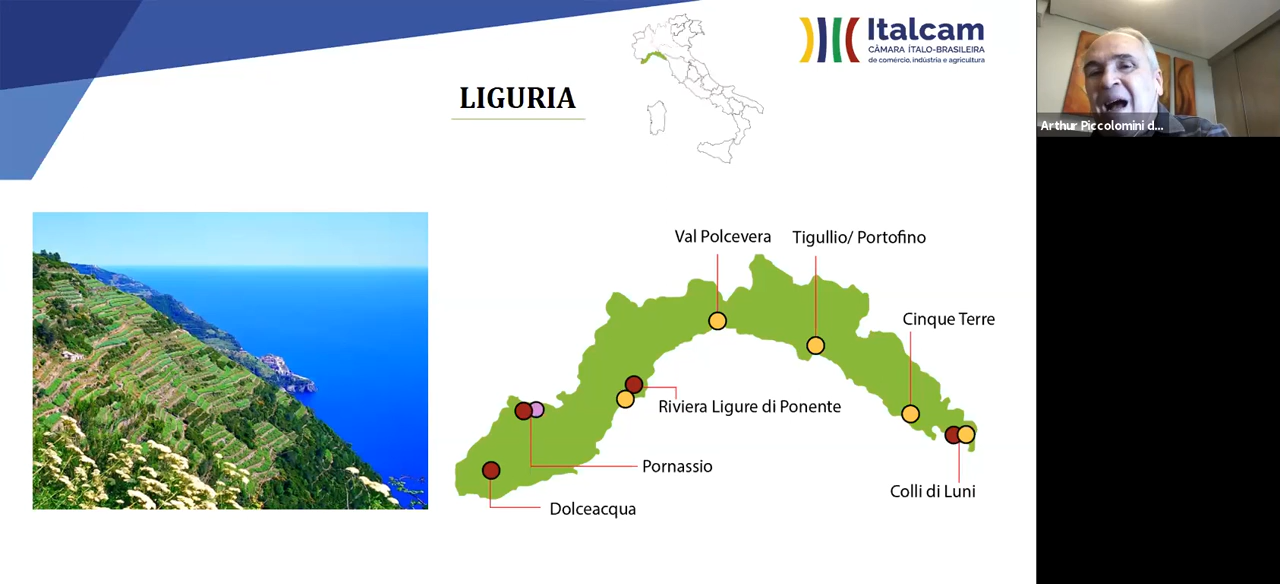 Italcam
CÂMARA ÍTALO-BRASILEIRA
de comércio, indústria e agricultura
LIGURIA
Arthur Piccolomini d...
Val Polcevera
Tigullio/ Portofino
Cinque Terre
Riviera Ligure di Ponente
Pornassio
Colli di Luni
Dolceacqua